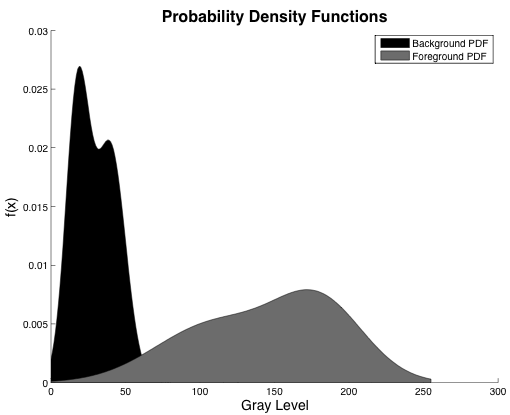 Probability Density Functions
Background PDF
Foreground PDF
0.03
0.025
0.02
0.015
0.01
0.005
0
f(x)
0 50 100 150 200 250 300
Gray Level